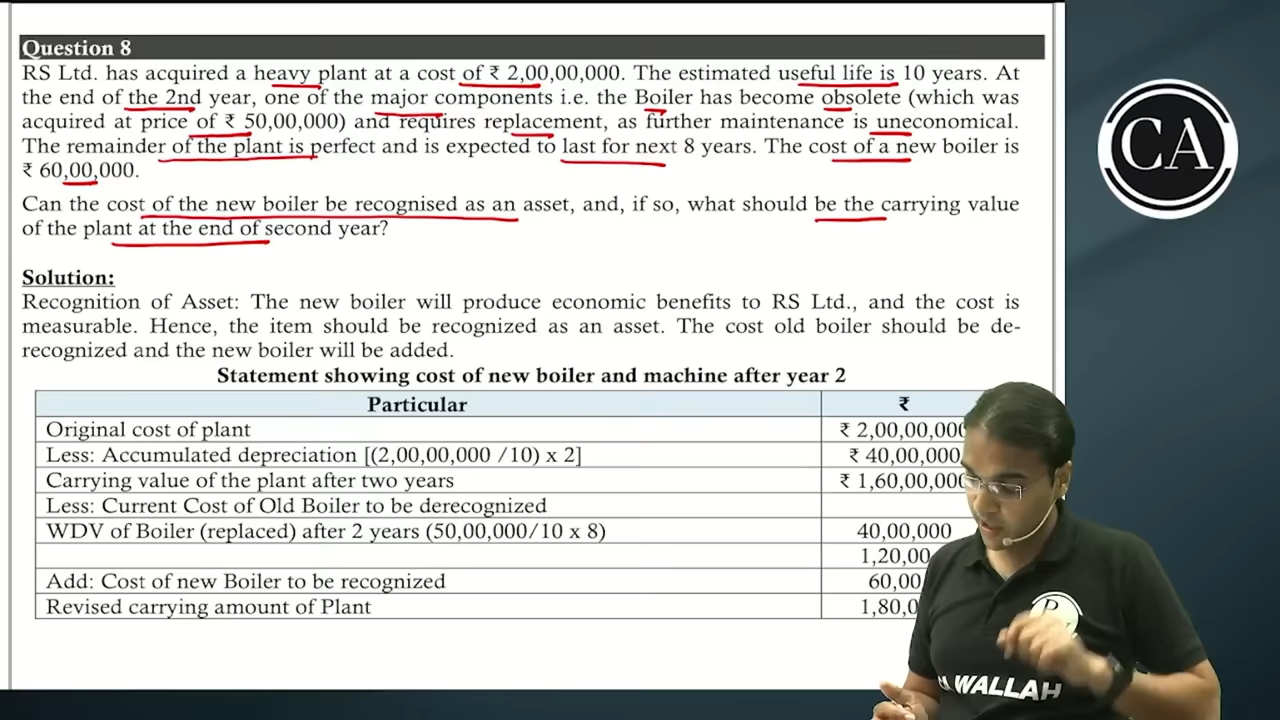 Question 8
RS Ltd. has acquired a heavy plant at a cost of ₹ 2,00,00,000. The estimated useful life is 10 years. At
the end of the 2nd year, one of the major components i.e. the Boiler has become obsolete (which was
acquired at price of ₹ 50,00,000) and requires replacement, as further maintenance is uneconomical.
The remainder of the plant is perfect and is expected to last for next 8 years. The cost of a new boiler is
₹ 60,00,000.
Can the cost of the new boiler be recognised as an asset, and, if so, what should be the carrying value
of the plant at the end of second year?
Solution:
Recognition of Asset: The new boiler will produce economic benefits to RS Ltd., and the cost is
measurable. Hence, the item should be recognized as an asset. The cost old boiler should be de-
recognized and the new boiler will be added.
Statement showing cost of new boiler and machine after year 2
Particular ₹
Original cost of plant ₹ 2,00,00,000
Less: Accumulated depreciation [(2,00,00,000 /10) x 2] ₹ 40,00,000
Carrying value of the plant after two years ₹ 1,60,00,000
Less: Current Cost of Old Boiler to be derecognized
WDV of Boiler (replaced) after 2 years (50,00,000/10 x 8) 40,00,000
1,20,00
Add: Cost of new Boiler to be recognized 60,00
Revised carrying amount of Plant 1,80,0
CA
WALLAH